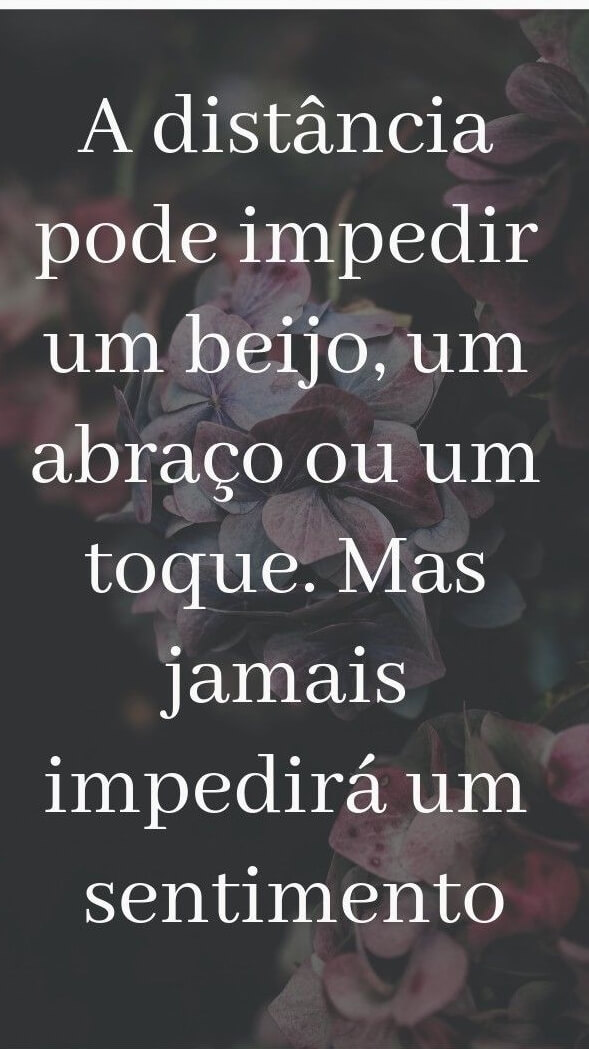 A distância
pode impedir
um beijo, um
abraço ou um
toque. Mas
jamais
impedirá um
sentimento